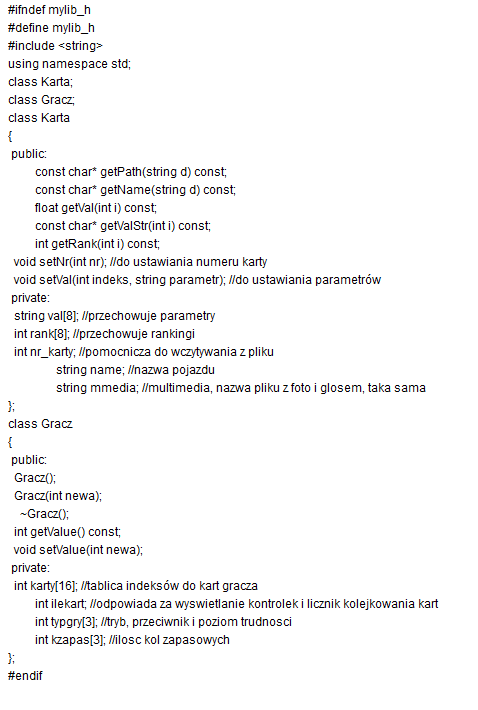 #ifndef mylib_h
#define mylib_h
#include <string>
using namespace std;
class Karta;
class Gracz;
class Karta
{
public:
const char* getPath(string d) const;
const char* getName(string d) const;
float getVal(int i) const;
const char* getValStr(int i) const;
int getRank(int i) const;
void setNr(int nr); //do ustawiania numeru karty
void setVal(int indeks, string parametr); //do ustawiania parametrów
private:
string val[8]; //przechowuje parametry
int rank[8]; //przechowuje rankingi
int nr_karty; //pomocnicza do wczytywania z pliku
string name; //nazwa pojazdu
string mmedia; //multimedia, nazwa pliku z foto i glosem, taka sama
};
class Gracz
{
public:
Gracz();
Gracz(int newa);
~Gracz();
int getValue() const;
void setValue(int newa);
private:
int karty[16]; //tablica indeksów do kart gracza
int ilekart; //odpowiada za wyswietlanie kontrolek i licznik kolejkowania kart
int typgry[3]; //tryb, przeciwnik i poziom trudnosci
int kzapas[3]; //ilosc kol zapasowych
};
#endif